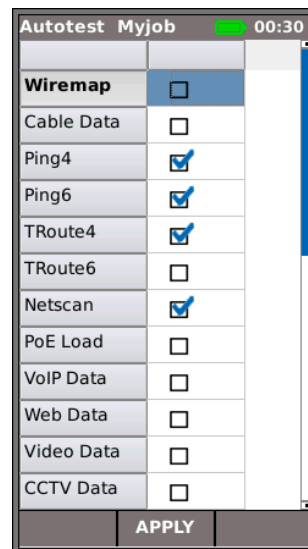 Autotest Myjob 00:30
Wiremap
Cable Data
Ping4
Ping6
TRoute4
TRoute6
Netscan
PoE Load
VoIP Data
Web Data
Video Data
CCTV Data
APPLY